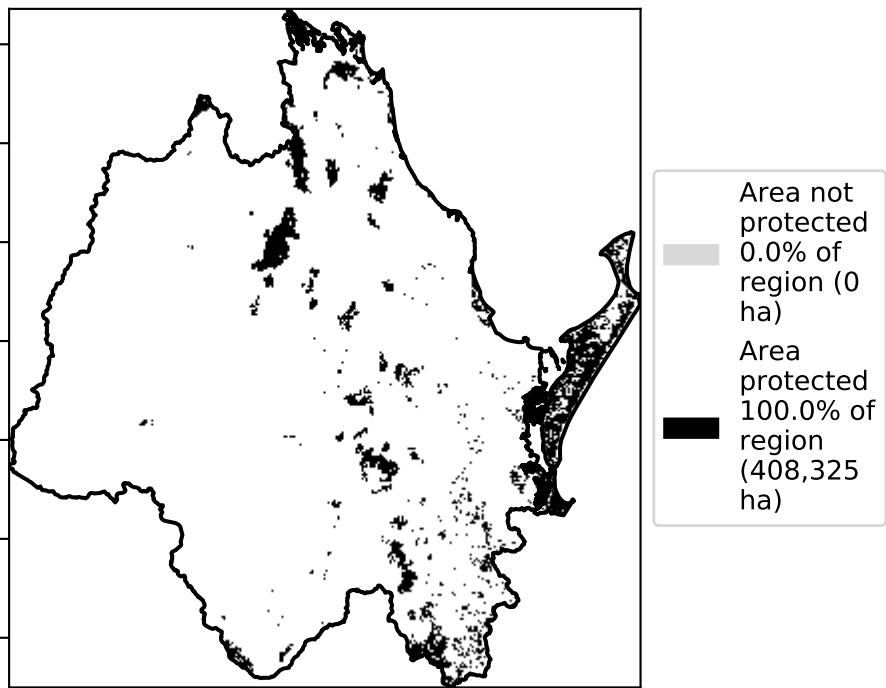 Area not
protected
0.0% of
region (0
ha)
Area
protected
100.0% of
region
(408,325
ha)